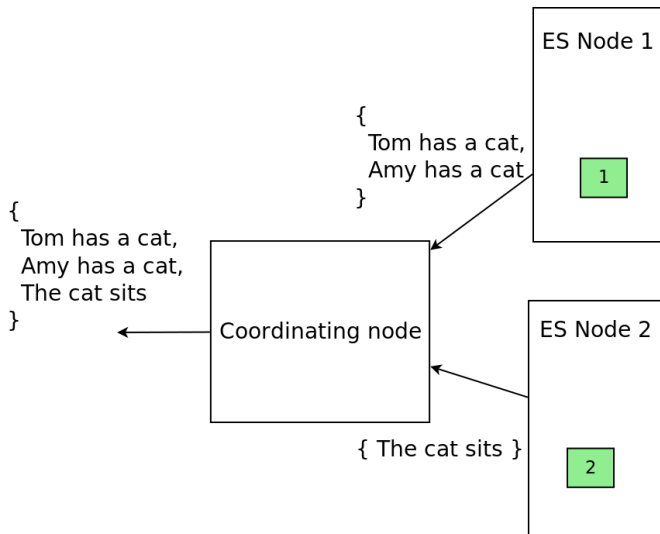 ES Node 1
{
Tom has a cat,
Amy has a cat
}
1
{
Tom has a cat,
Amy has a cat,
The cat sits
}
Coordinating node
ES Node 2
{ The cat sits }
2